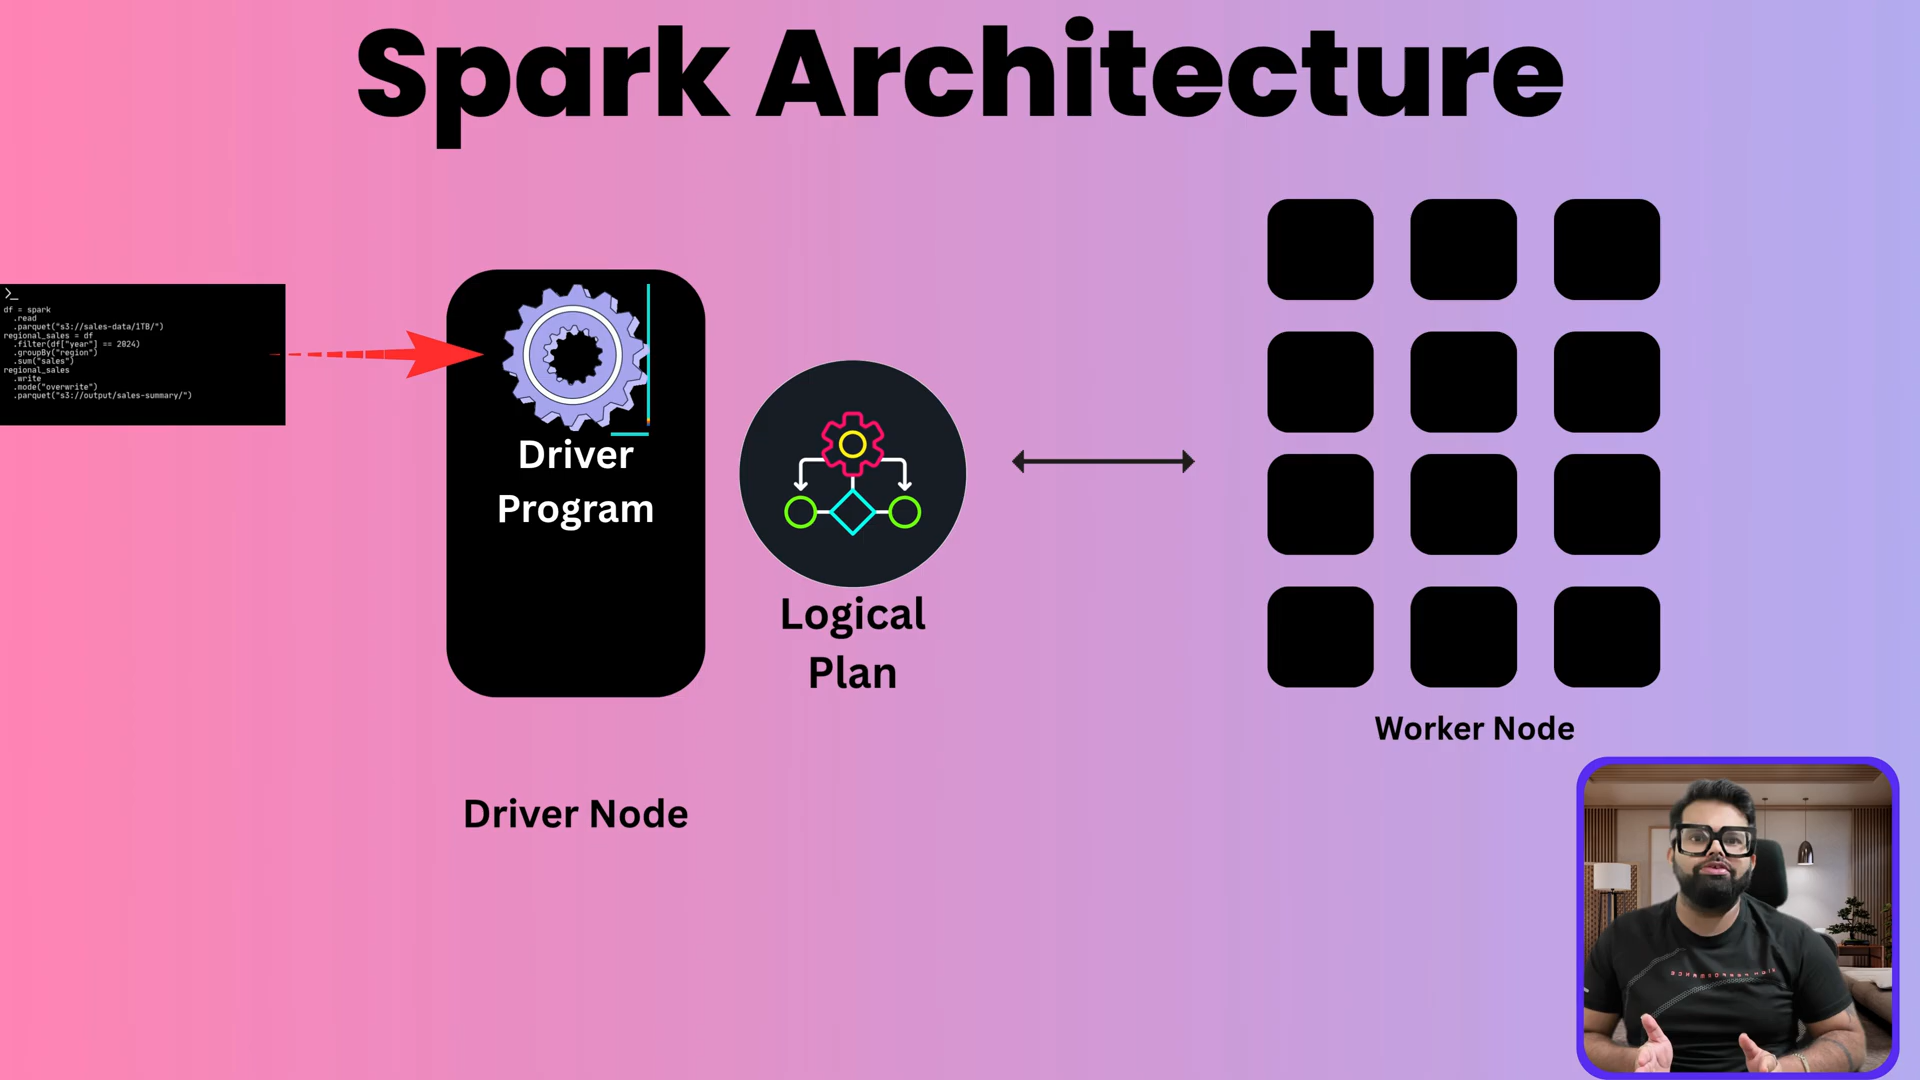 Spark Architecture
>_
df = spark
.read
.parquet("s3://sales-data/1TB/")
regional_sales = df
.filter(df["year"] == 2024)
.groupBy("region")
.sum("sales")
regional_sales
.write
.mode("overwrite")
.parquet("s3://output/sales-summary/")
Driver
Program
Logical
Plan
Worker Node
Driver Node